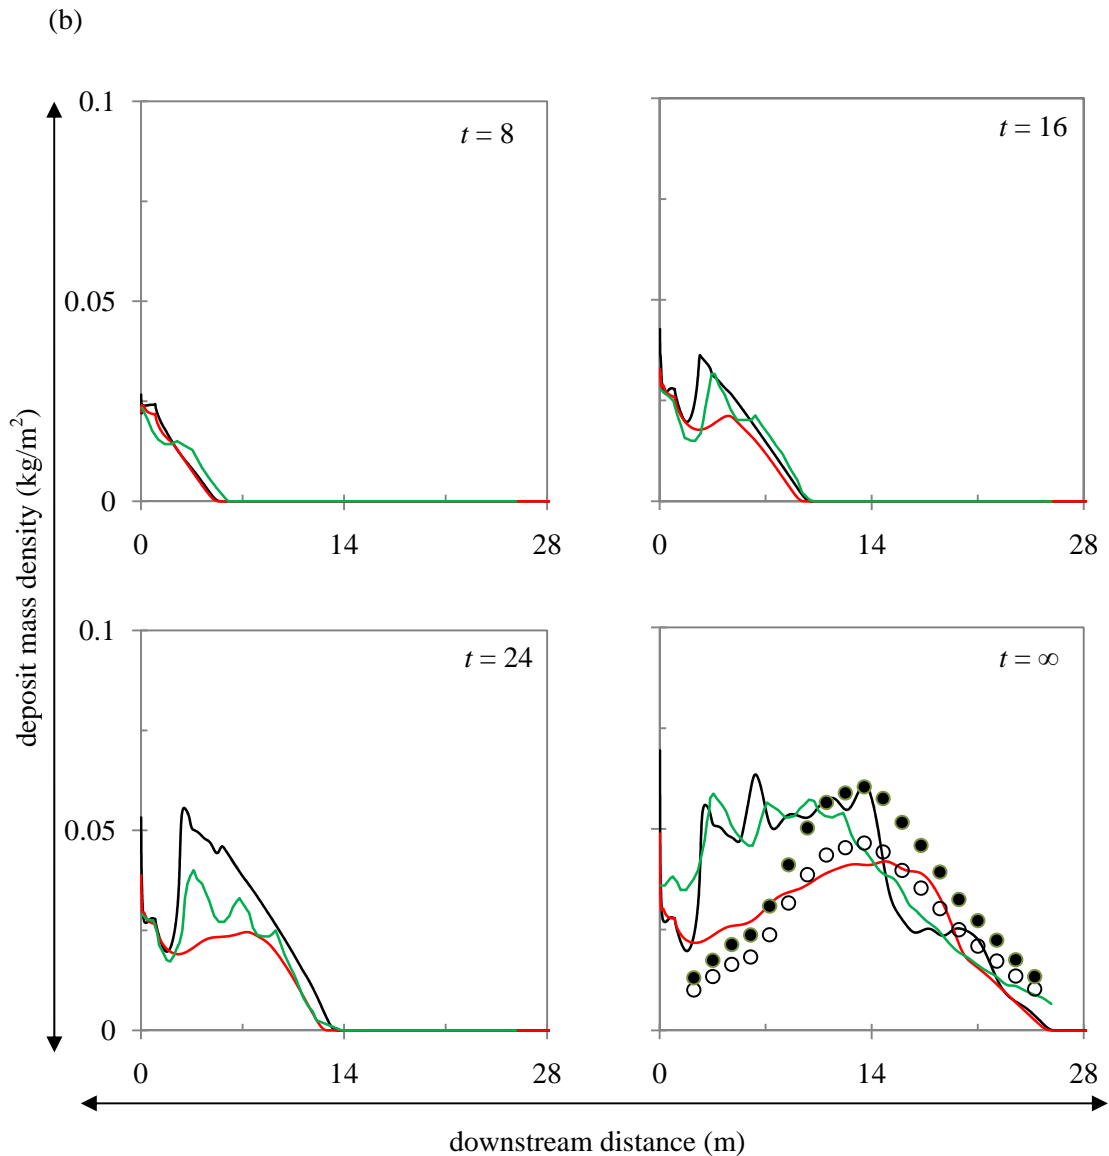 (b)
0.1
t = 8
t = 16
0.05
0
0 14 28
0 14 28
0.1
t = 24
t = ∞
0.05
0
0 14 28
0 14 28
deposit mass density (kg/m²)
downstream distance (m)